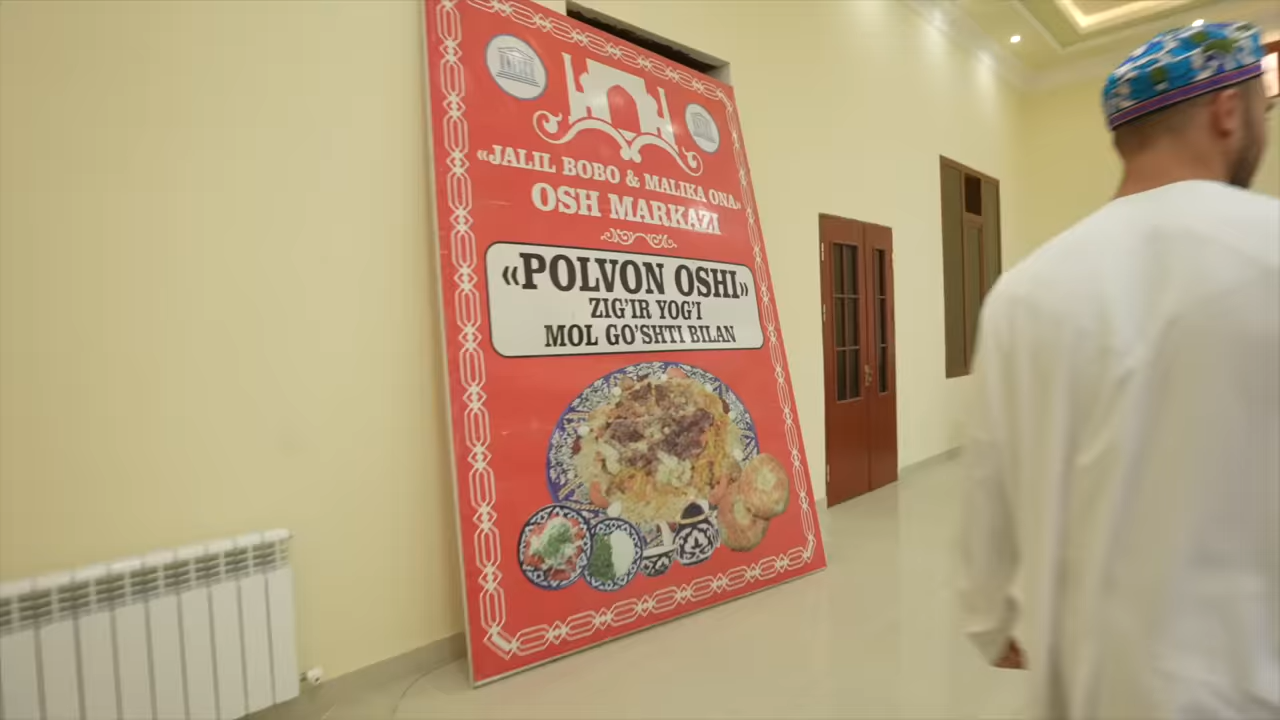 «JALIL BOBO & MALIKA ONA»
OSH MARKAZI
«POLVON OSHI»
ZIG'IR YOG'I
MOL GO'SHTI BILAN